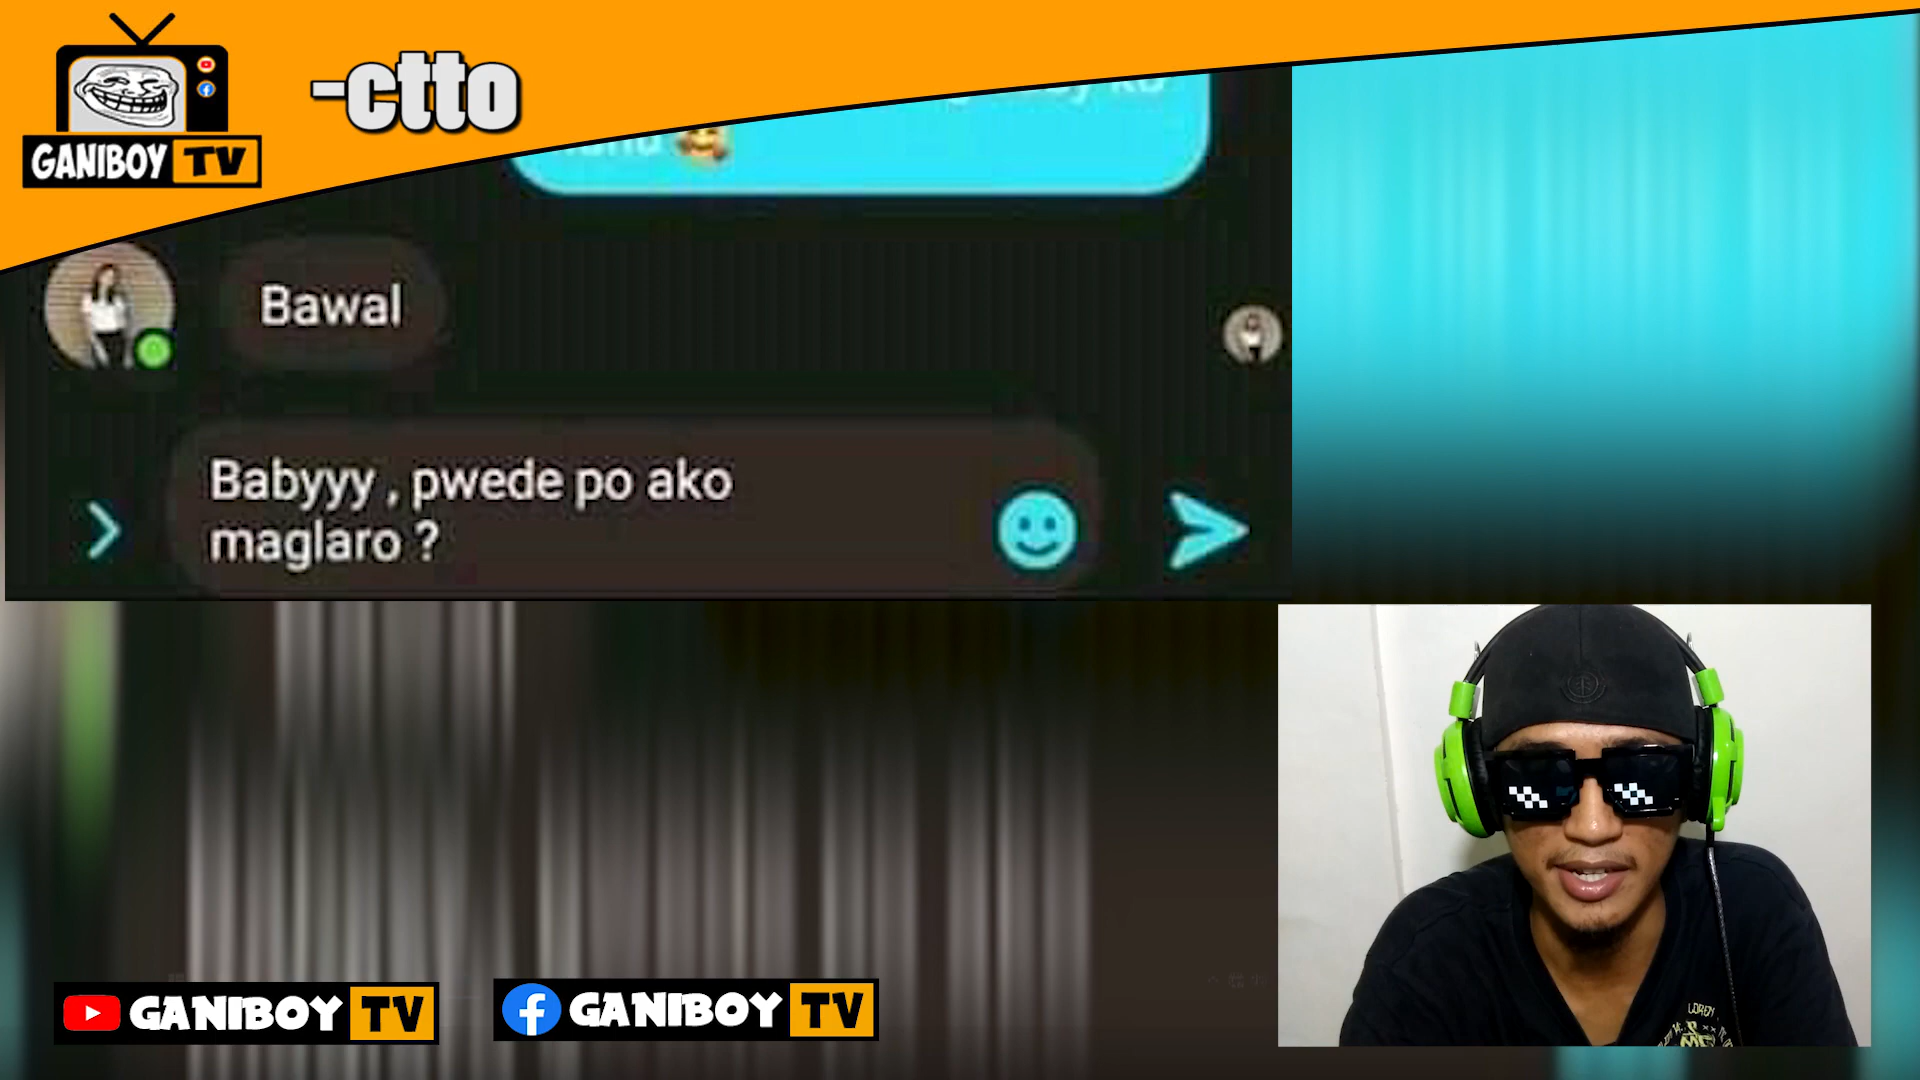 GANIBOY TV
-ctto
Bawal
Babyyy , pwede po ako
maglaro ?
GANIBOY TV
GANIBOY TV